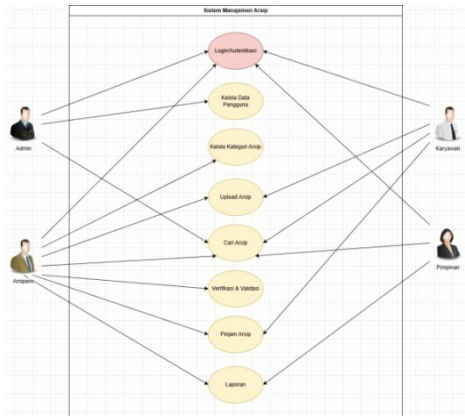 Sistem Manajemen Arsip
Login/Autentikasi
Kelola Data
Pengguna
Kelola Kategori Arsip
Upload Arsip
Cari Arsip
Verifikasi & Validasi
Pinjam Arsip
Laporan
Admin
Arsiparis
Karyawan
Pimpinan